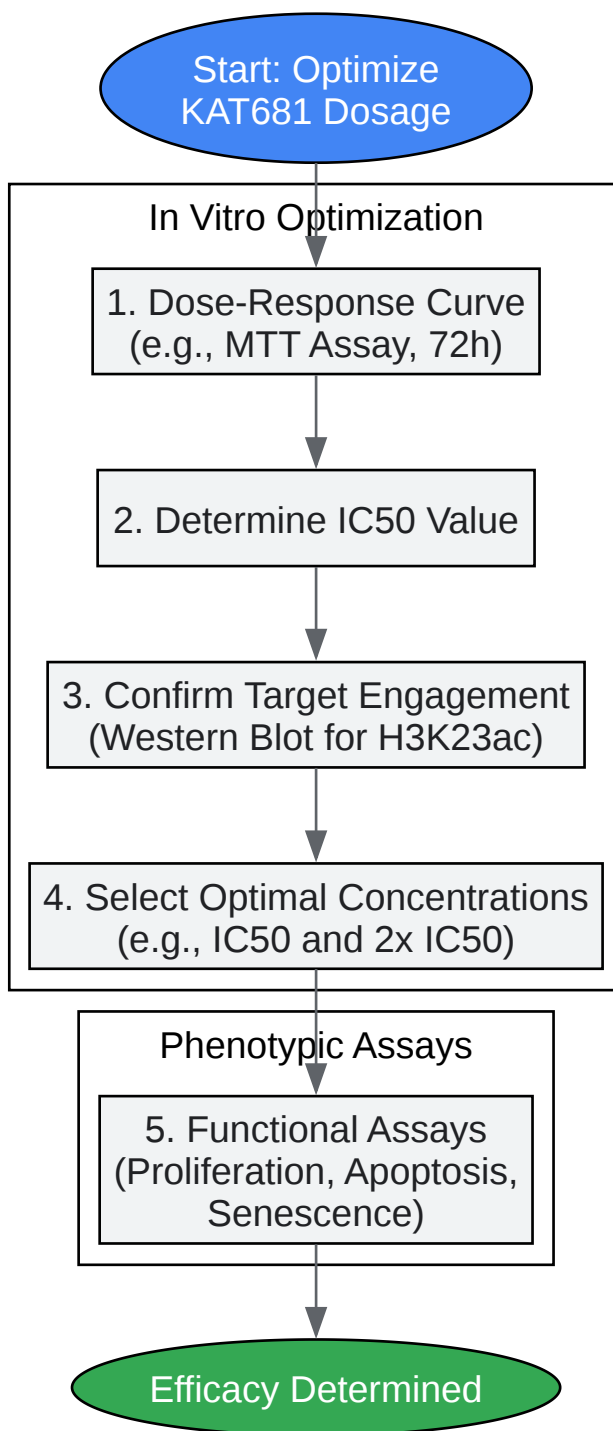 Start: Optimize
KAT681 Dosage
In Vitro Optimization
1. Dose-Response Curve
(e.g., MTT Assay, 72h)
2. Determine IC50 Value
3. Confirm Target Engagement
(Western Blot for H3K23ac)
4. Select Optimal Concentrations
(e.g., IC50 and 2x IC50)
Phenotypic Assays
5. Functional Assays
(Proliferation, Apoptosis,
Senescence)
Efficacy Determined